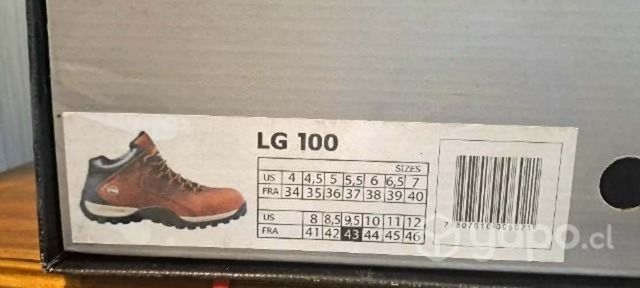 LG 100
SIZES
US 4 4,5 5 5,5 6 6,5 7
FRA 34 35 36 37 38 39 40
US 8 8,5 9,5 10 11 12
FRA 41 42 43 44 45 46
yapo.cl